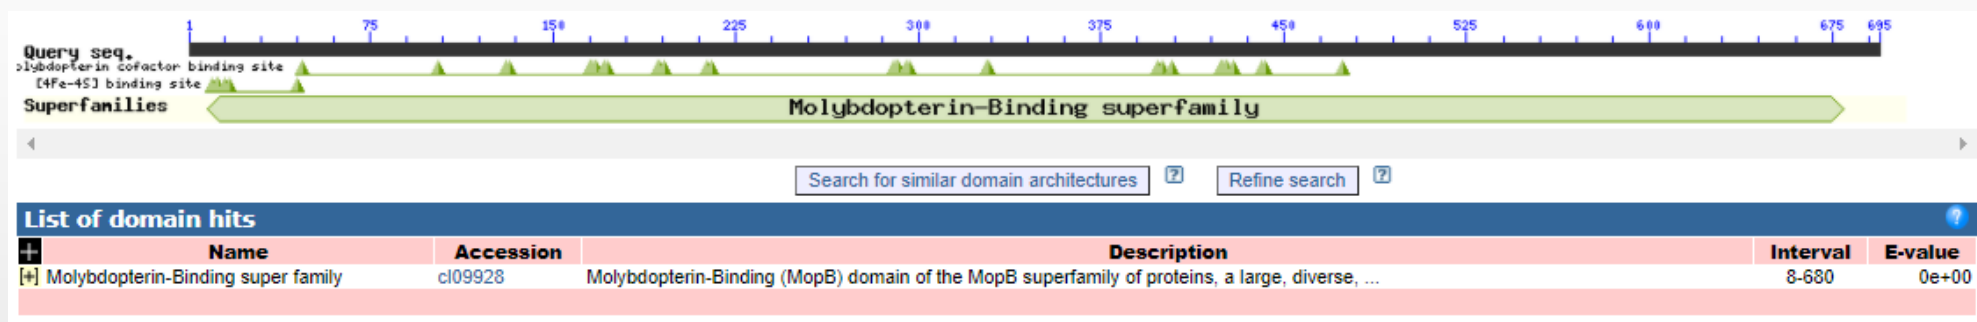 1 75 150 225 300 375 450 525 600 675 695
Query seq.
olybdopterin cofactor binding site
[4Fe-4S] binding site
Superfamilies Molybdopterin-Binding superfamily
Search for similar domain architectures ? Refine search ?
List of domain hits ?
+ Name Accession Description Interval E-value
[+] Molybdopterin-Binding super family cl09928 Molybdopterin-Binding (MopB) domain of the MopB superfamily of proteins, a large, diverse, ... 8-680 0e+00